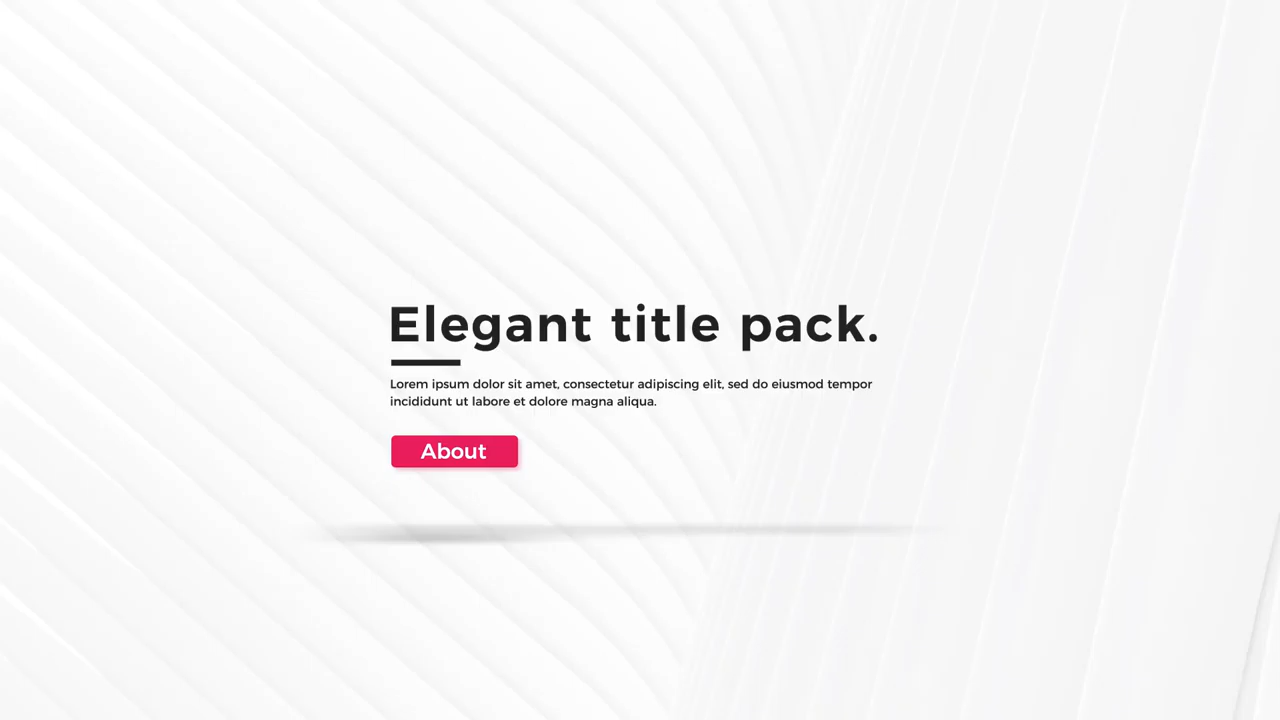 Elegant title pack.
Lorem ipsum dolor sit amet, consectetur adipiscing elit, sed do eiusmod tempor
incididunt ut labore et dolore magna aliqua.
About